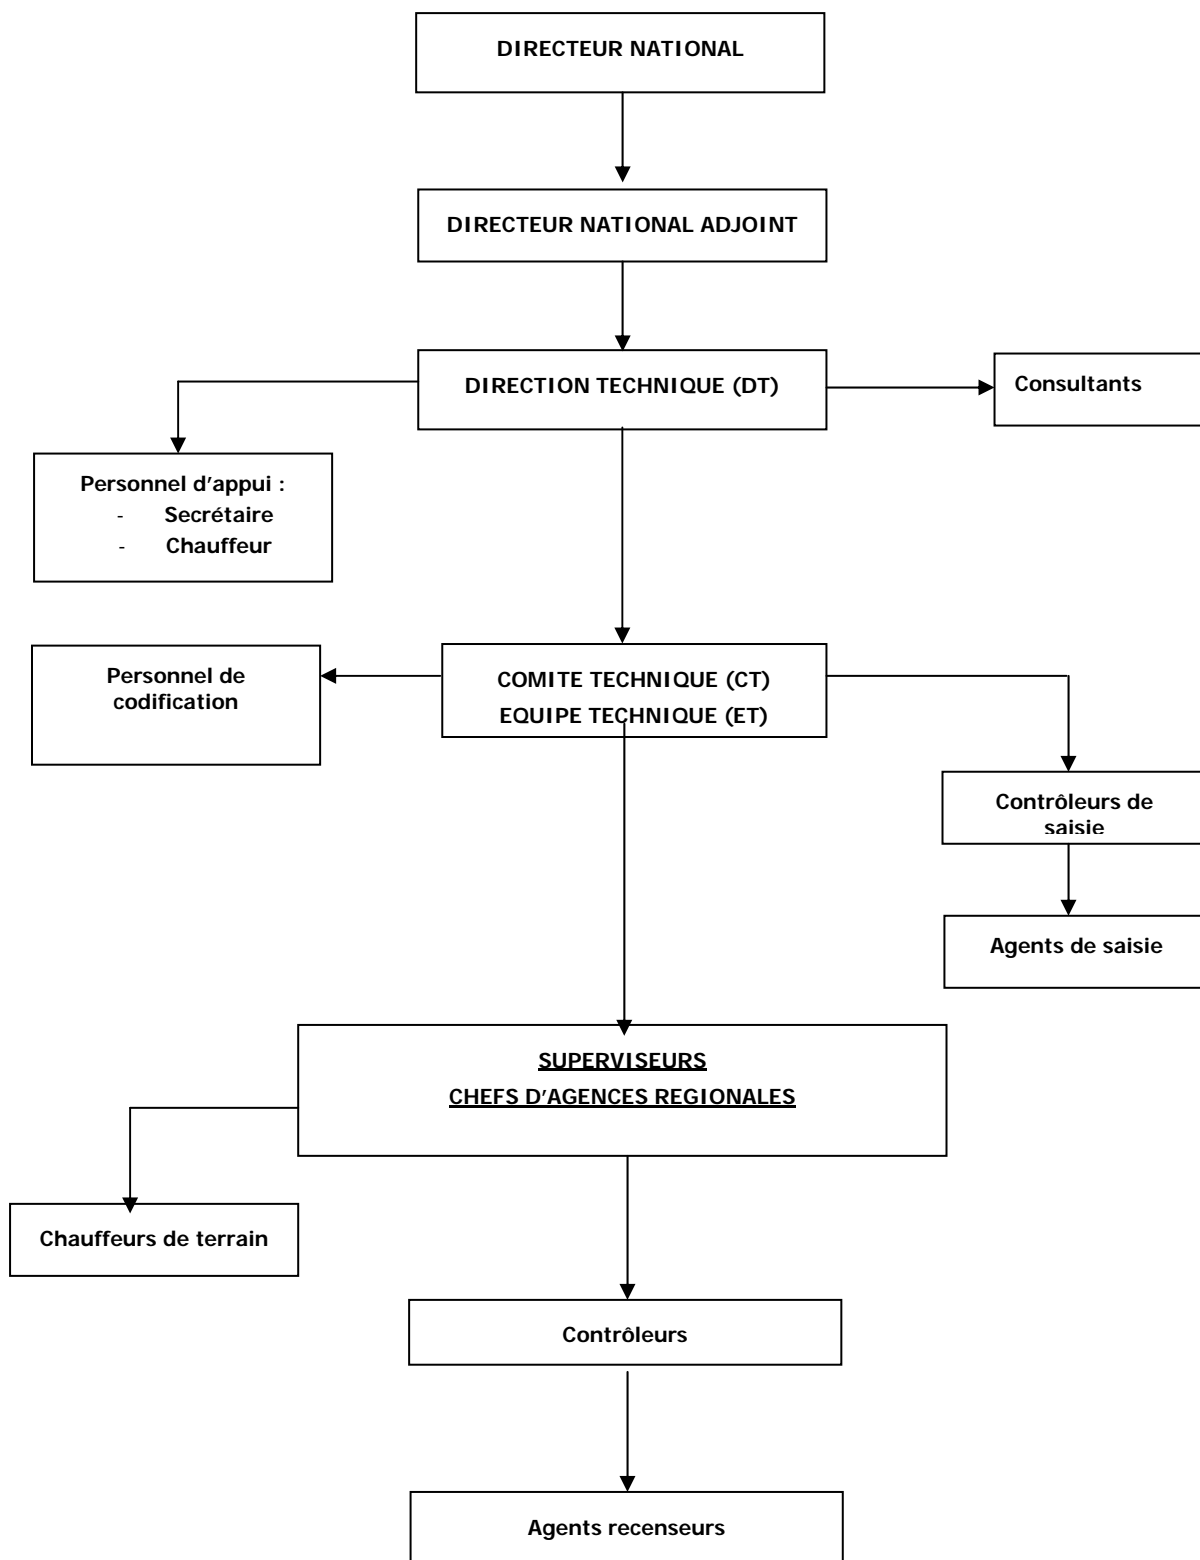 DIRECTEUR NATIONAL
DIRECTEUR NATIONAL ADJOINT
DIRECTION TECHNIQUE (DT)
Consultants
Personnel d'appui :
- Secrétaire
- Chauffeur
Personnel de
codification
COMITE TECHNIQUE (CT)
EQUIPE TECHNIQUE (ET)
Contrôleurs de
saisie
Agents de saisie
SUPERVISEURS
CHEFS D'AGENCES REGIONALES
Chauffeurs de terrain
Contrôleurs
Agents recenseurs